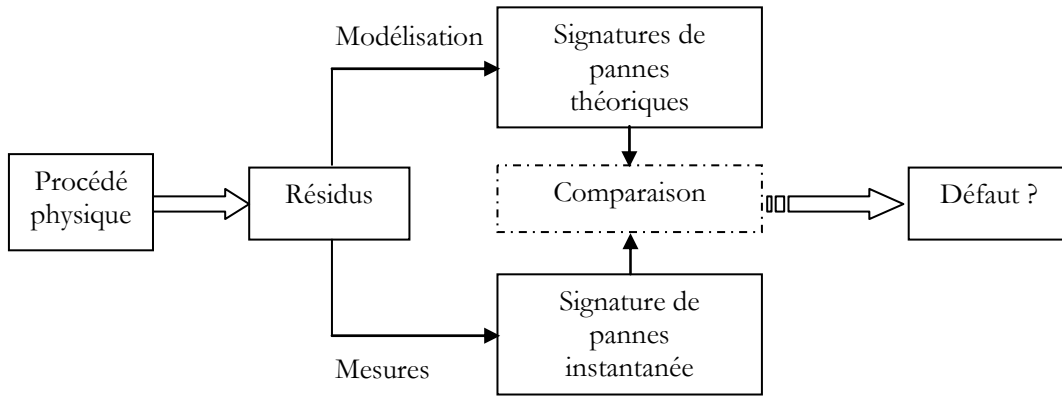 Modélisation
Signatures de
pannes
théoriques
Procédé
physique
Résidus
Comparaison
Défaut ?
Mesures
Signature de
pannes
instantanée